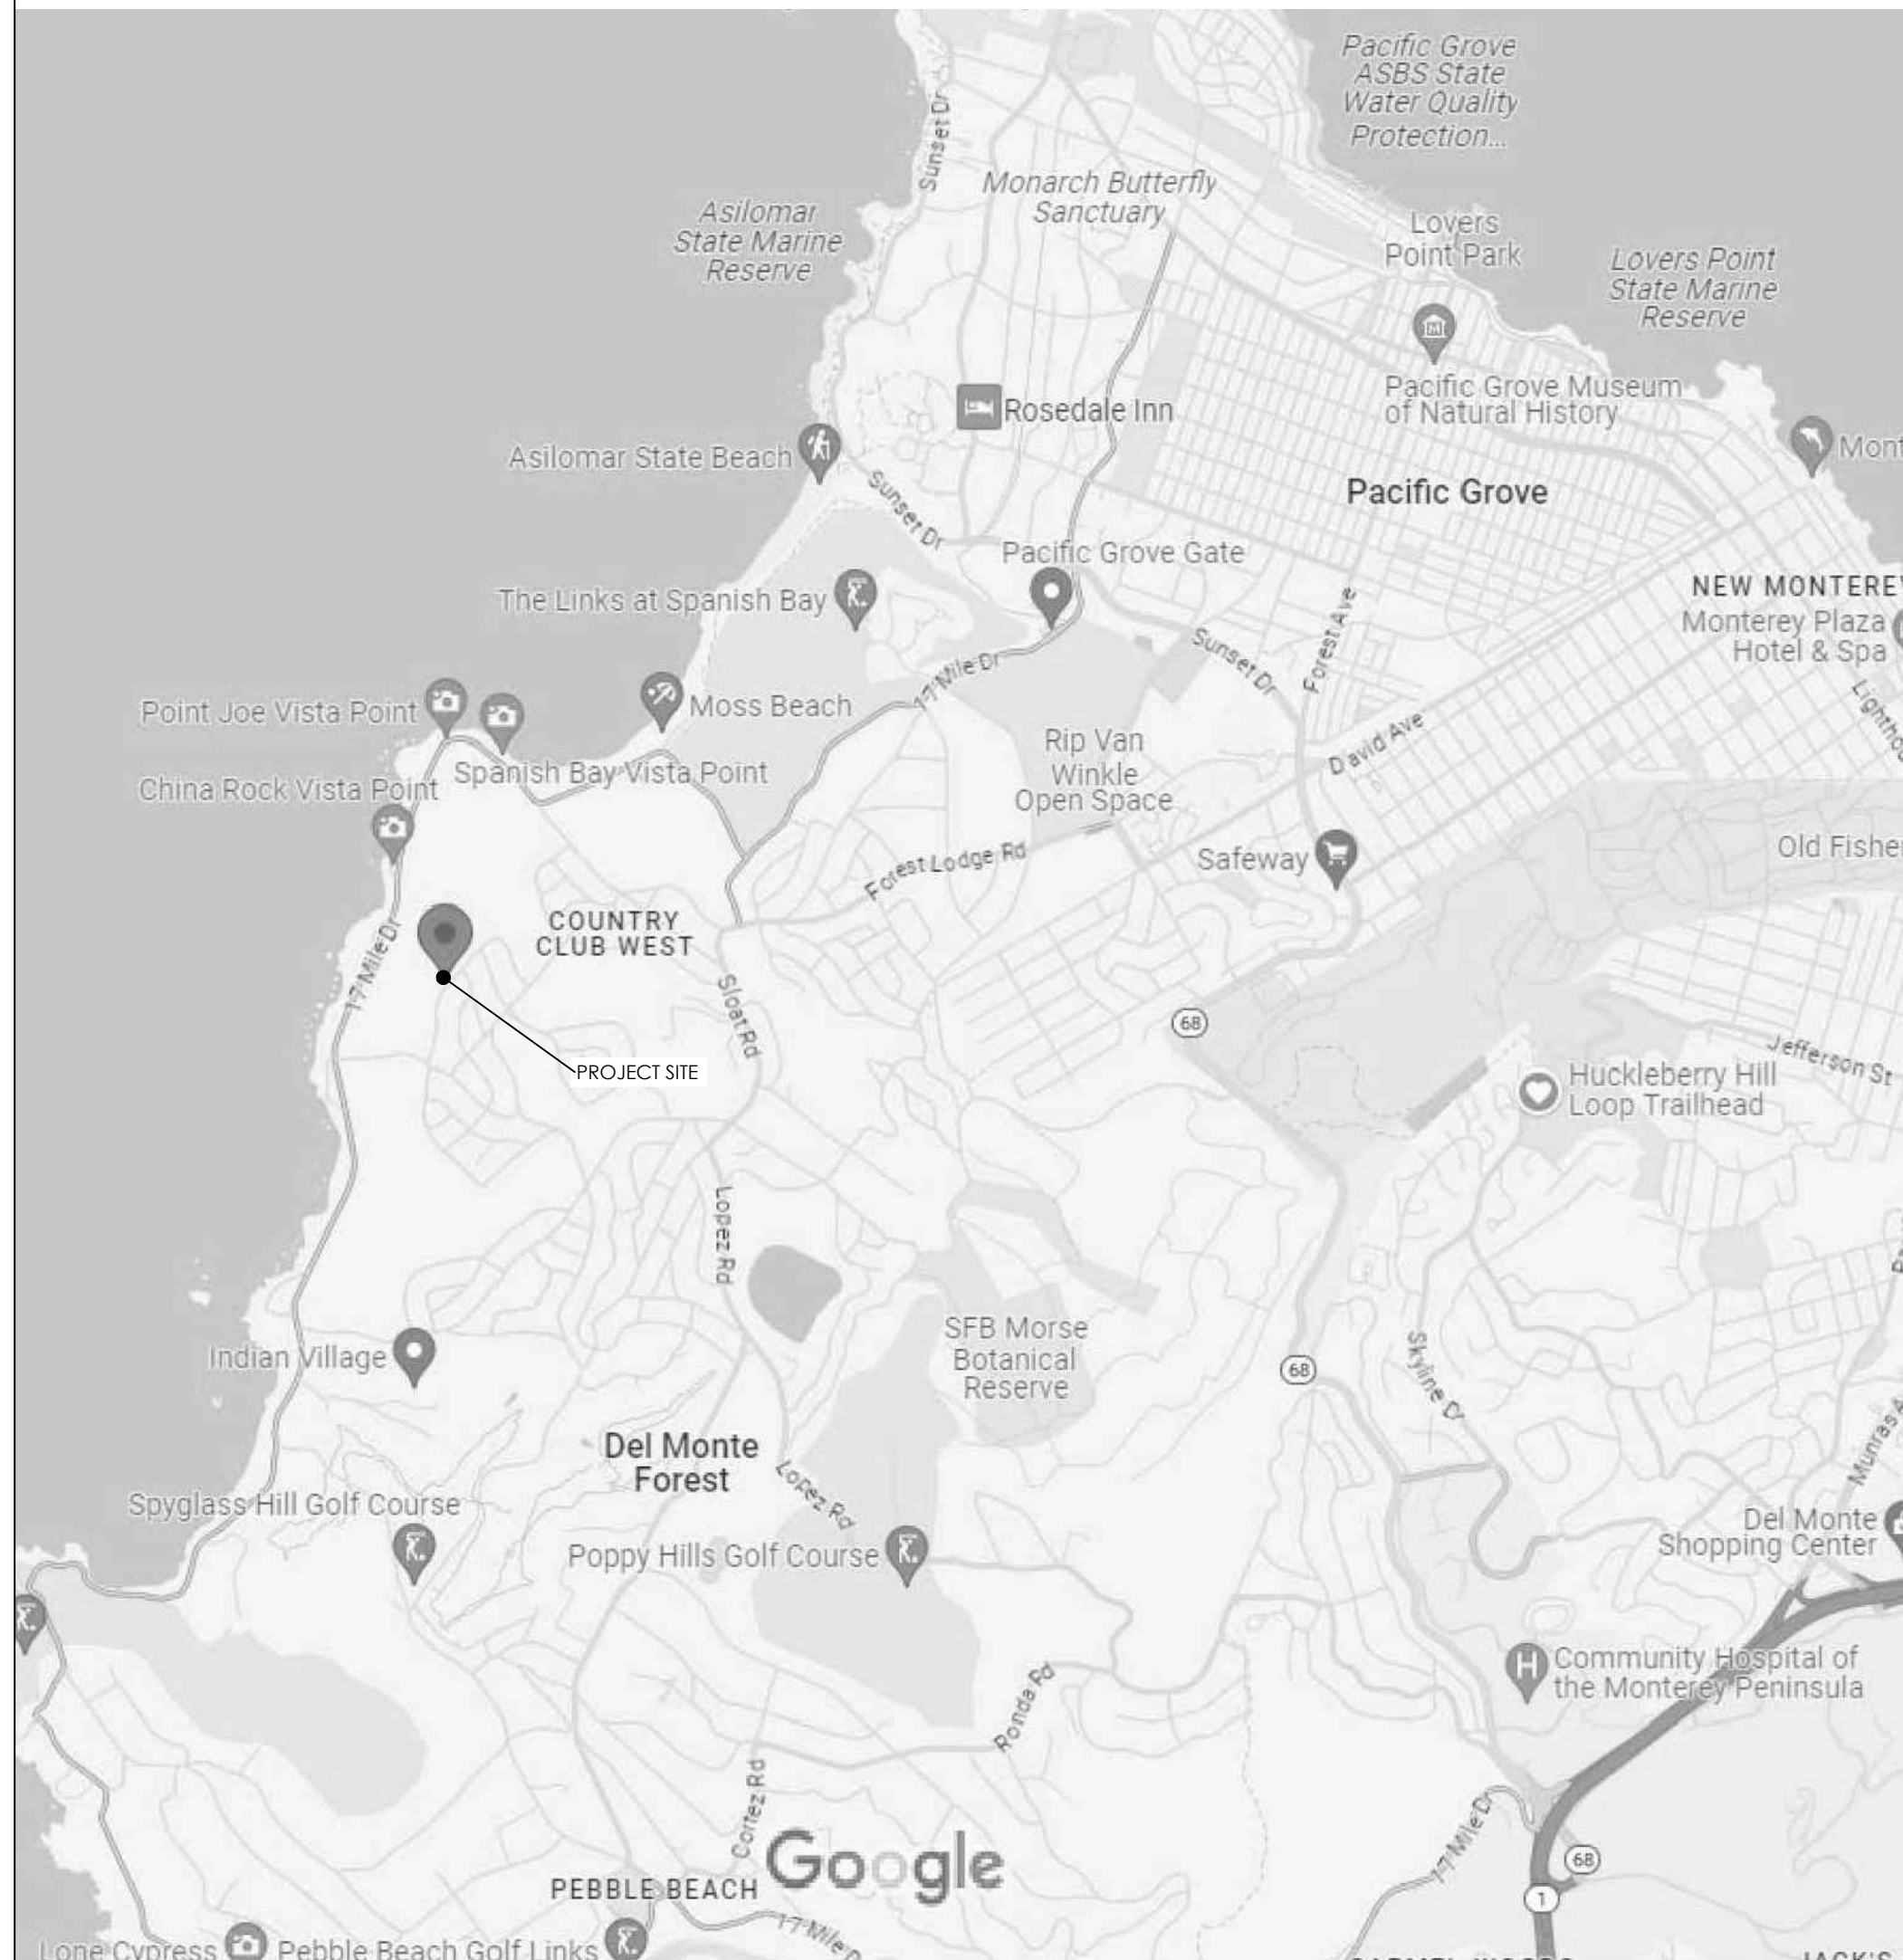 Pacific Grove
ASBS State
Water Quality
Protection...
Sunset Dr
Monarch Butterfly
Sanctuary
Asilomar
State Marine
Reserve
Lovers
Point Park
Lovers Point
State Marine
Reserve
Pacific Grove Museum
of Natural History
Rosedale Inn
Mont
Asilomar State Beach
Pacific Grove
Sunset Dr
Pacific Grove Gate
The Links at Spanish Bay
NEW MONTEREY
Monterey Plaza
Hotel & Spa
Forest Ave
Sunset Dr
17 Mile Dr
Moss Beach
Point Joe Vista Point
Rip Van
Winkle
Open Space
David Ave
Spanish Bay Vista Point
China Rock Vista Point
Forest Lodge Rd
Safeway
Old Fisher
COUNTRY
CLUB WEST
17 Mile Dr
Sloat Rd
68
PROJECT SITE
Jefferson St
Huckleberry Hill
Loop Trailhead
Lopez Rd
SFB Morse
Botanical
Reserve
Indian Village
68
Skyline Dr
Del Monte
Forest
Munras A
Lopez Rd
Spyglass Hill Golf Course
Del Monte
Shopping Center
Poppy Hills Golf Course
Community Hospital of
the Monterey Peninsula
Ronda Rd
Cortez Rd
17 Mile Dr
Google
68
PEBBLE BEACH
1
17 Mile D
Lone Cypress
Pebble Beach Golf Links